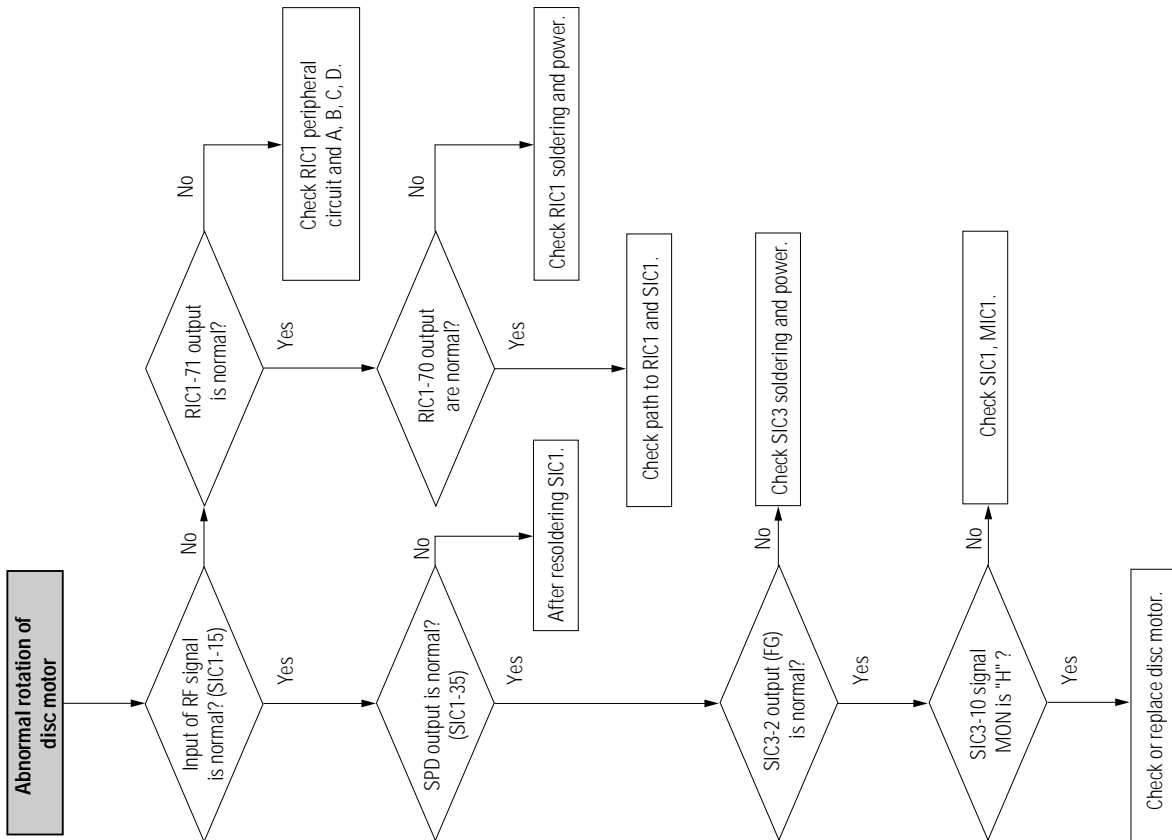 Abnormal rotation of
disc motor
Input of RF signal
is normal? (SIC1-15)
No
Yes
RIC1-71 output
is normal?
No
Check RIC1 peripheral
circuit and A, B, C, D.
Yes
RIC1-70 output
are normal?
No
Check RIC1 soldering and power.
Yes
Check path to RIC1 and SIC1.
SPD output is normal?
(SIC1-35)
No
After resoldering SIC1.
Yes
SIC3-2 output (FG)
is normal?
No
Check SIC3 soldering and power.
Yes
SIC3-10 signal
MON is "H" ?
No
Check SIC1, MIC1.
Yes
Check or replace disc motor.